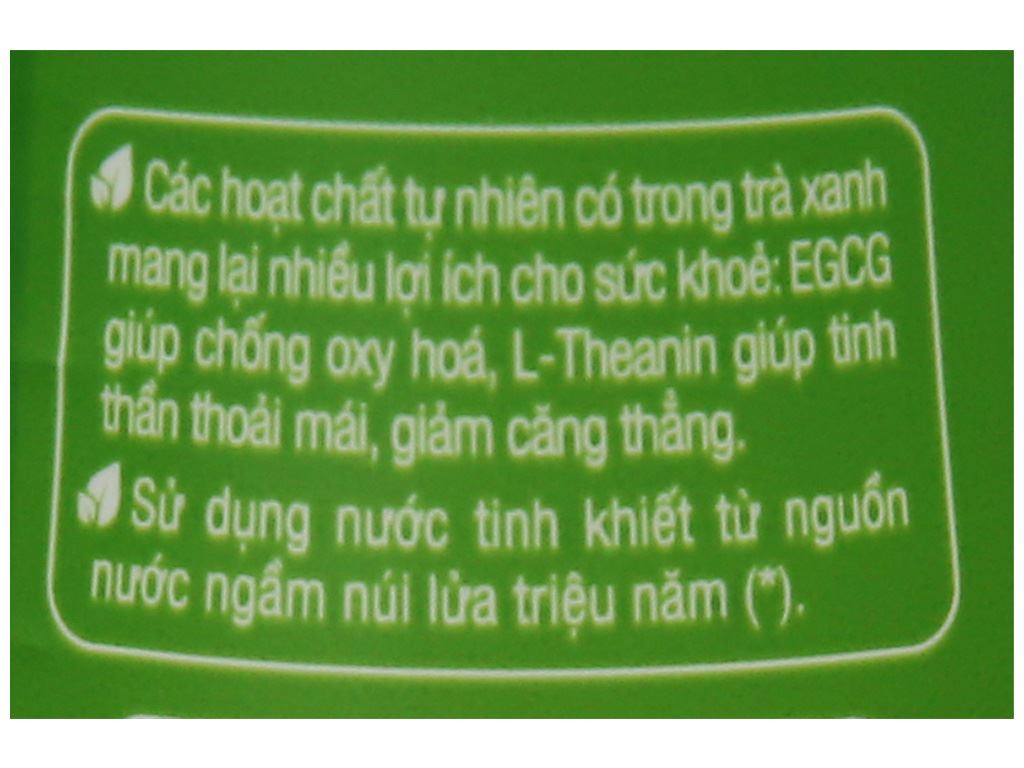 Các hoạt chất tự nhiên có trong trà xanh
mang lại nhiều lợi ích cho sức khoẻ: EGCG
giúp chống oxy hoá, L-Theanin giúp tinh
thần thoải mái, giảm căng thẳng.
Sử dụng nước tinh khiết từ nguồn
nước ngầm núi lửa triệu năm (*).